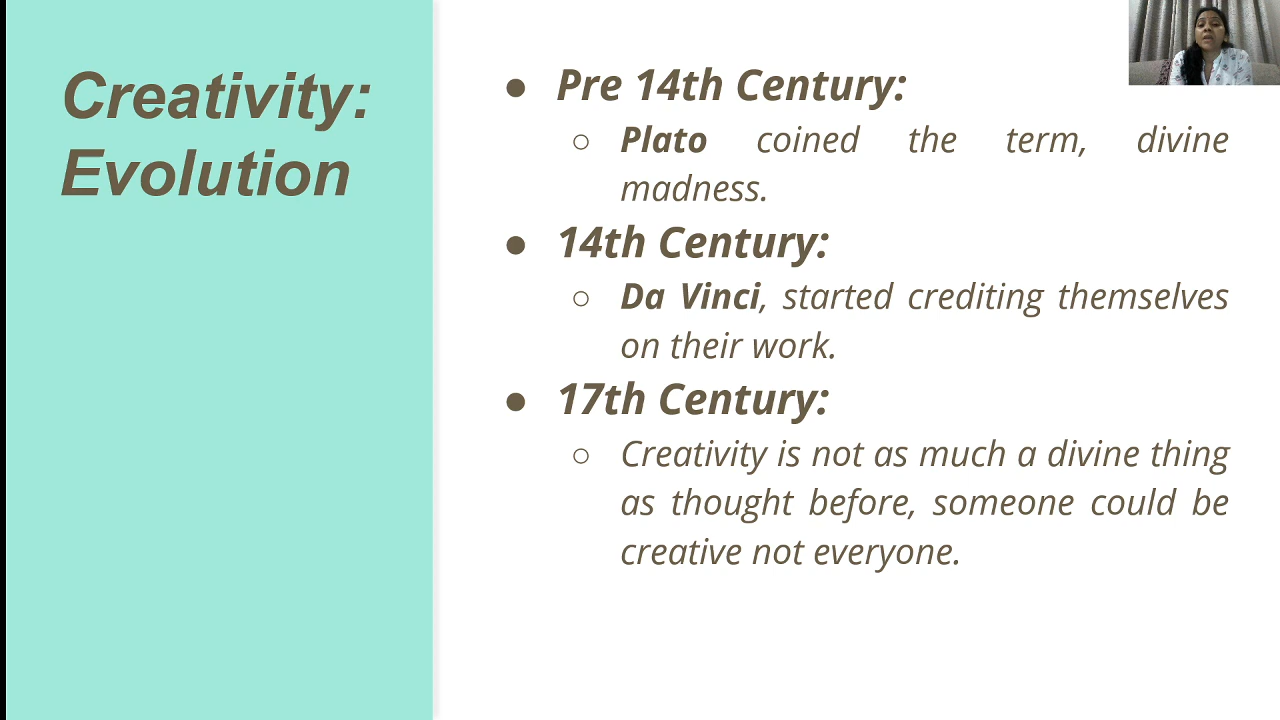 Creativity:
Evolution
● Pre 14th Century:
○ Plato coined the term, divine
madness.
● 14th Century:
○ Da Vinci, started crediting themselves
on their work.
● 17th Century:
○ Creativity is not as much a divine thing
as thought before, someone could be
creative not everyone.